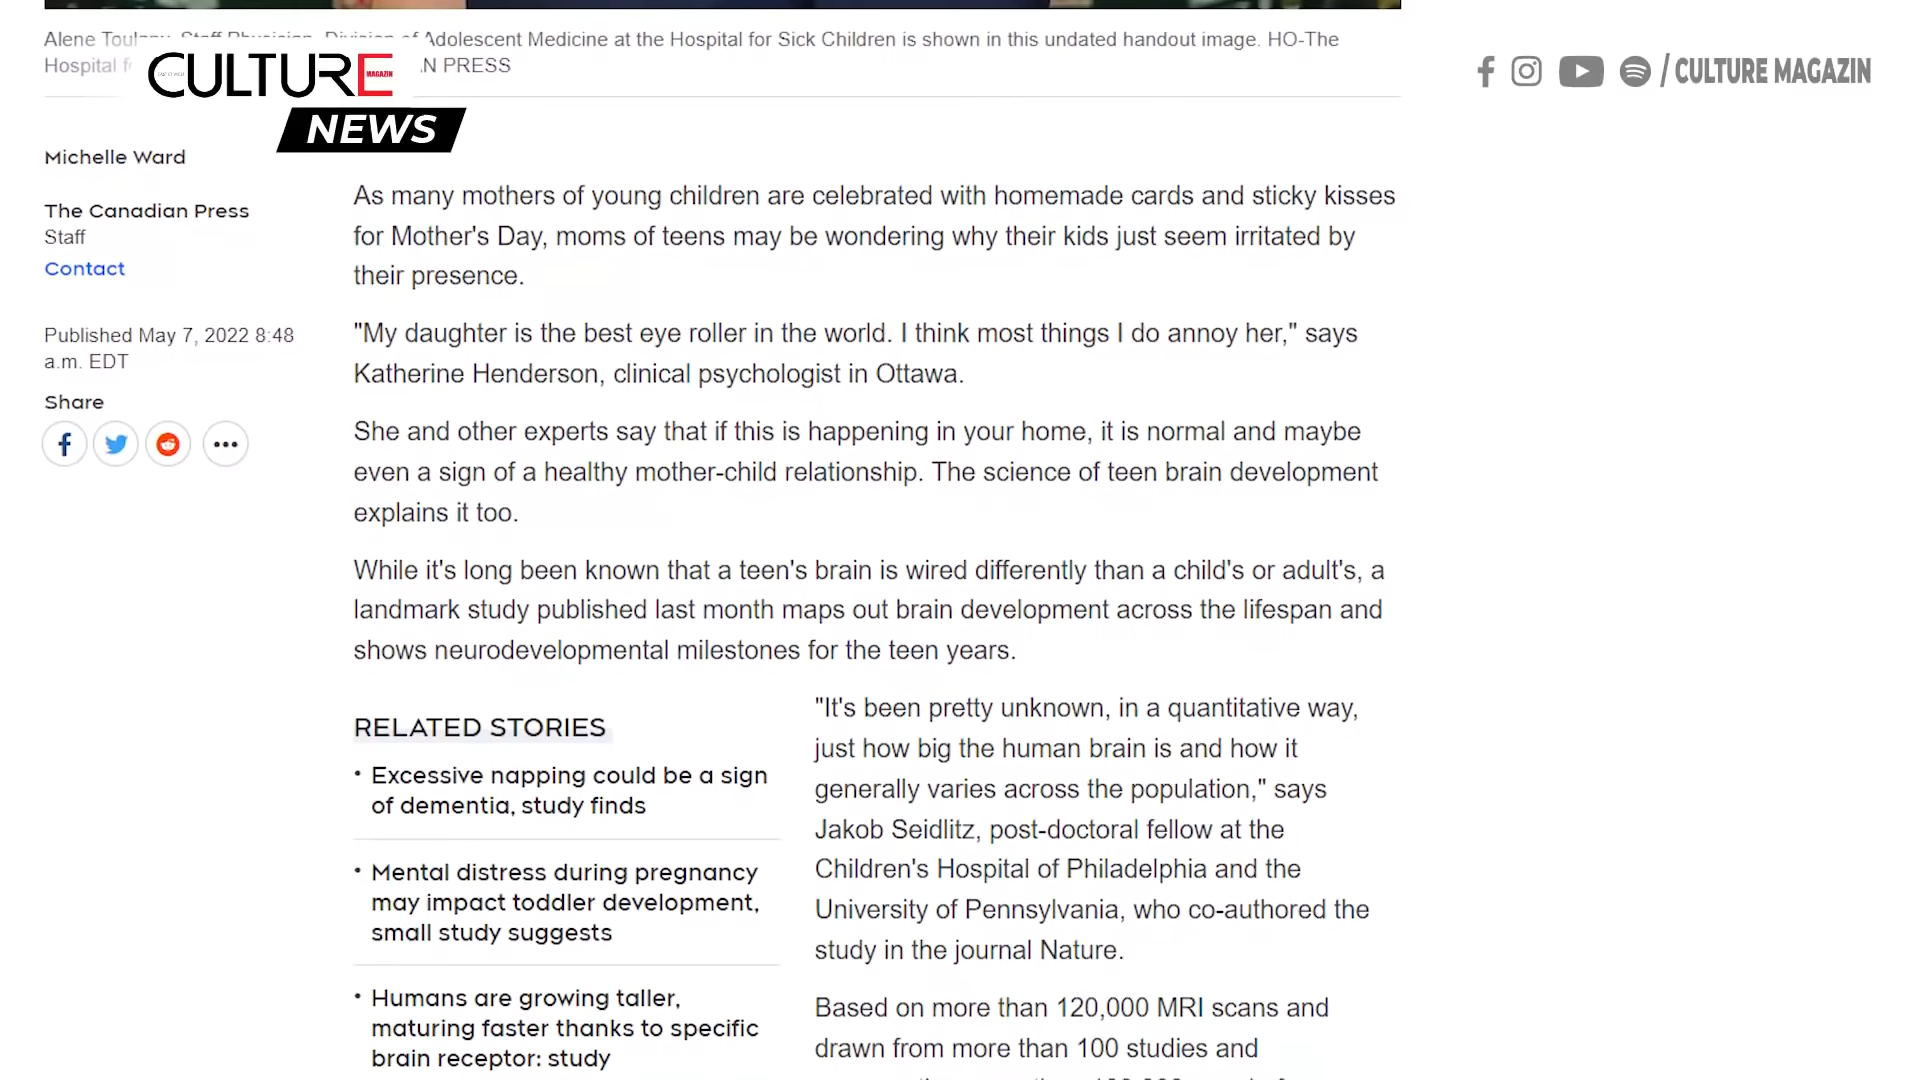 Alene Staff Physician, Division of Adolescent Medicine at the Hospital for Sick Children is shown in this undated handout image. HO-The
Hospital PRESS
CULTURE
MAGAZIN
NEWS
/ CULTURE MAGAZIN
Michelle Ward
The Canadian Press
Staff
Contact
Published May 7, 2022 8:48
a.m. EDT
Share
As many mothers of young children are celebrated with homemade cards and sticky kisses
for Mother's Day, moms of teens may be wondering why their kids just seem irritated by
their presence.
"My daughter is the best eye roller in the world. I think most things I do annoy her," says
Katherine Henderson, clinical psychologist in Ottawa.
She and other experts say that if this is happening in your home, it is normal and maybe
even a sign of a healthy mother-child relationship. The science of teen brain development
explains it too.
While it's long been known that a teen's brain is wired differently than a child's or adult's, a
landmark study published last month maps out brain development across the lifespan and
shows neurodevelopmental milestones for the teen years.
RELATED STORIES
• Excessive napping could be a sign
of dementia, study finds
• Mental distress during pregnancy
may impact toddler development,
small study suggests
• Humans are growing taller,
maturing faster thanks to specific
brain receptor: study
"It's been pretty unknown, in a quantitative way,
just how big the human brain is and how it
generally varies across the population," says
Jakob Seidlitz, post-doctoral fellow at the
Children's Hospital of Philadelphia and the
University of Pennsylvania, who co-authored the
study in the journal Nature.
Based on more than 120,000 MRI scans and
drawn from more than 100 studies and